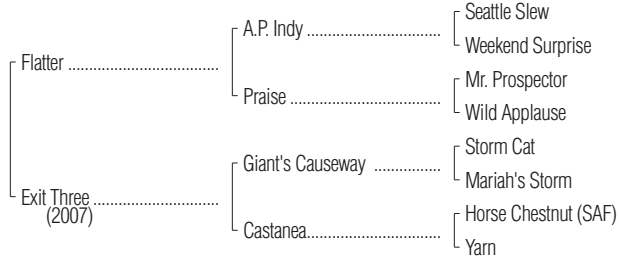 Seattle Slew
A.P. Indy
Weekend Surprise
Flatter
Mr. Prospector
Praise
Wild Applause
Storm Cat
Giant's Causeway
Mariah's Storm
Exit Three
(2007)
Horse Chestnut (SAF)
Castanea
Yarn